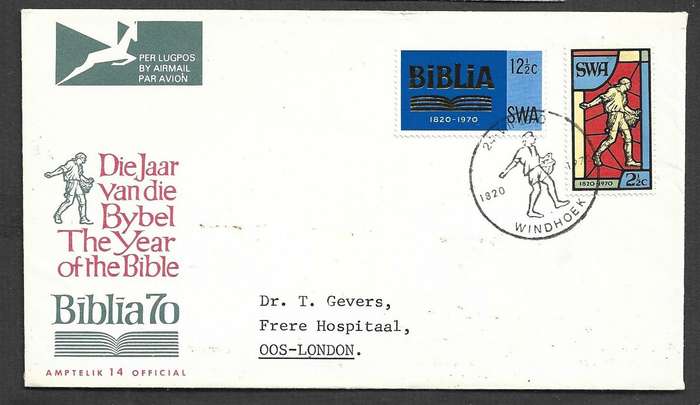 PER LUGPOS
BY AIRMAIL
PAR AVION
BiBLiA
12½c
1820-1970
SWA
SWA
1820-1970
2½C
1820
WINDHOEK
Die Jaar
van die
Bybel
The Year
of the Bible
Biblia 70
Dr. T. Gevers,
Frere Hospitaal,
OOS-LONDON.
AMPTELIK 14 OFFICIAL